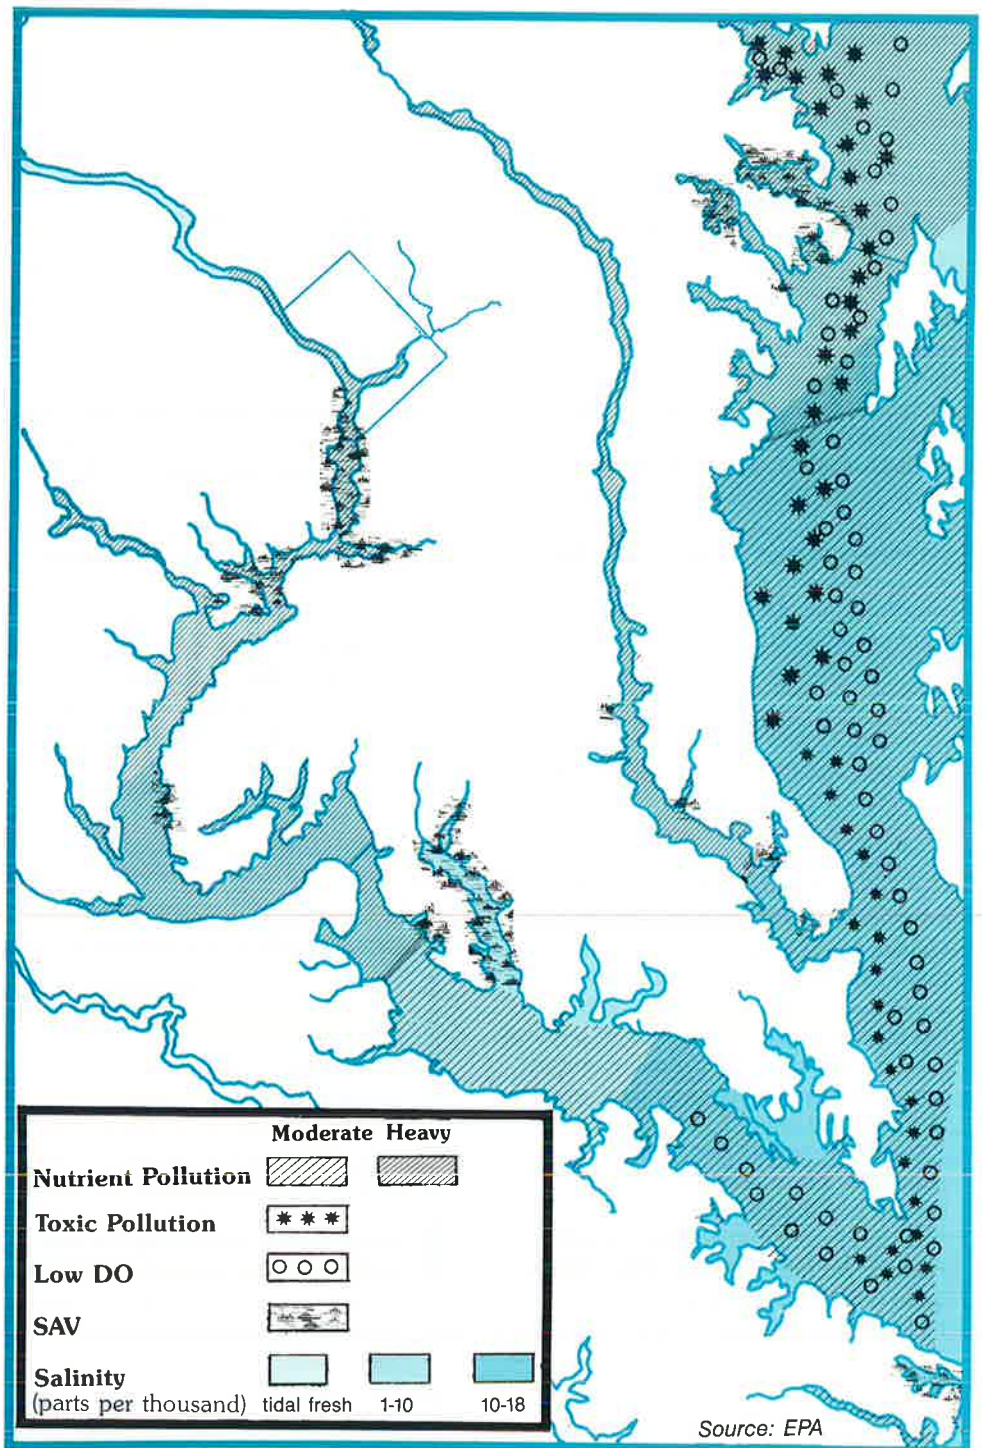 Moderate Heavy
Nutrient Pollution
Toxic Pollution
Low DO
SAV
Salinity
(parts per thousand) tidal fresh 1-10 10-18
Source: EPA